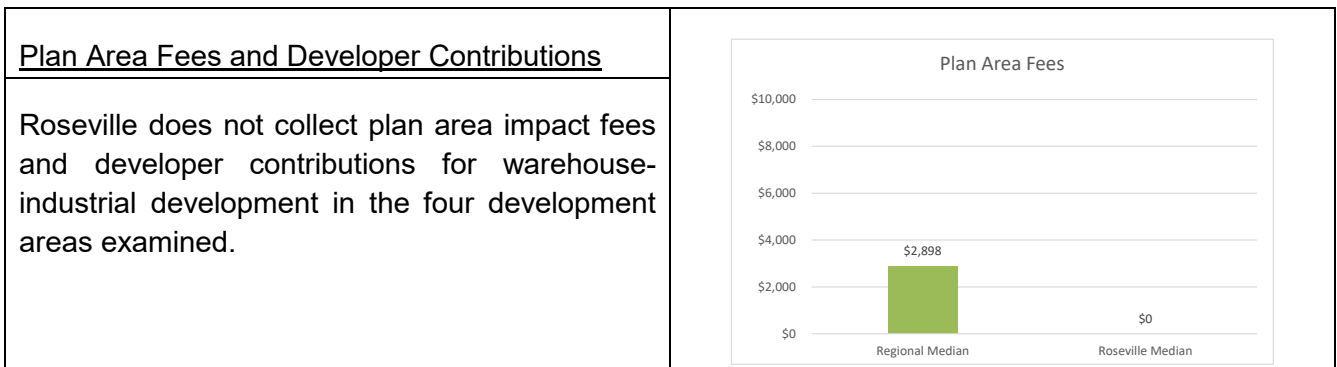 Plan Area Fees and Developer Contributions
Roseville does not collect plan area impact fees
and developer contributions for warehouse-
industrial development in the four development
areas examined.
Plan Area Fees
$10,000
$8,000
$6,000
$4,000
$2,898
$2,000
$0
$0
Regional Median
Roseville Median